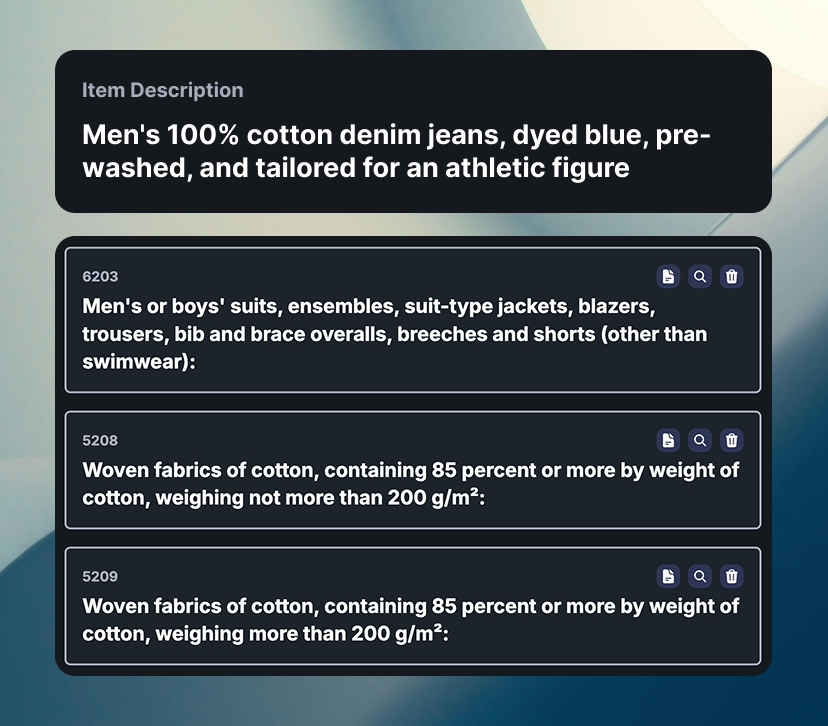 Item Description
Men's 100% cotton denim jeans, dyed blue, pre-
washed, and tailored for an athletic figure
6203
Men's or boys' suits, ensembles, suit-type jackets, blazers,
trousers, bib and brace overalls, breeches and shorts (other than
swimwear):
5208
Woven fabrics of cotton, containing 85 percent or more by weight of
cotton, weighing not more than 200 g/m²:
5209
Woven fabrics of cotton, containing 85 percent or more by weight of
cotton, weighing more than 200 g/m²: